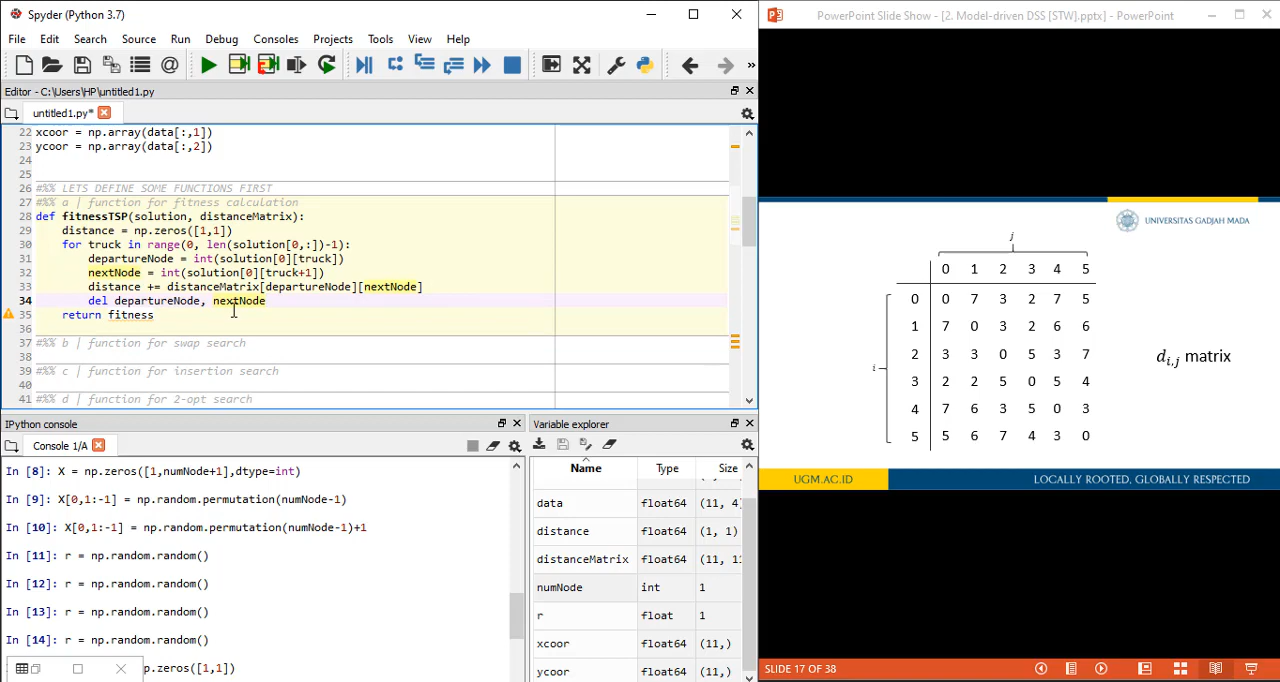 Spyder (Python 3.7)
File Edit Search Source Run Debug Consoles Projects Tools View Help
Editor - C:\Users\HP\untitled1.py
untitled1.py*
22 xcoor = np.array(data[:,1])
23 ycoor = np.array(data[:,2])
24
25
26 #%% LETS DEFINE SOME FUNCTIONS FIRST
27 #%% a | function for fitness calculation
28 def fitnessTSP(solution, distanceMatrix):
29 distance = np.zeros([1,1])
30 for truck in range(0, len(solution[0,:])-1):
31 departureNode = int(solution[0][truck])
32 nextNode = int(solution[0][truck+1])
33 distance += distanceMatrix[departureNode][nextNode]
34 del departureNode, nextNode
35 return fitness
36
37 #%% b | function for swap search
38
39 #%% c | function for insertion search
40
41 #%% d | function for 2-opt search
IPython console
Console 1/A
In [8]: X = np.zeros([1,numNode+1],dtype=int)
In [9]: X[0,1:-1] = np.random.permutation(numNode-1)
In [10]: X[0,1:-1] = np.random.permutation(numNode-1)+1
In [11]: r = np.random.random()
In [12]: r = np.random.random()
In [13]: r = np.random.random()
In [14]: r = np.random.random()
p.zeros([1,1])
Variable explorer
Name Type Size
data float64 (11, 4)
distance float64 (1, 1)
distanceMatrix float64 (11, 11
numNode int 1
r float 1
xcoor float64 (11,)
ycoor float64 (11,)
PowerPoint Slide Show - [2. Model-driven DSS [STW].pptx] - PowerPoint
UNIVERSITAS GADJAH MADA
j
0 1 2 3 4 5
0 0 7 3 2 7 5
1 7 0 3 2 6 6
2 3 3 0 5 3 7
i
3 2 2 5 0 5 4
4 7 6 3 5 0 3
5 5 6 7 4 3 0
d i,j matrix
UGM.AC.ID
LOCALLY ROOTED, GLOBALLY RESPECTED
SLIDE 17 OF 38